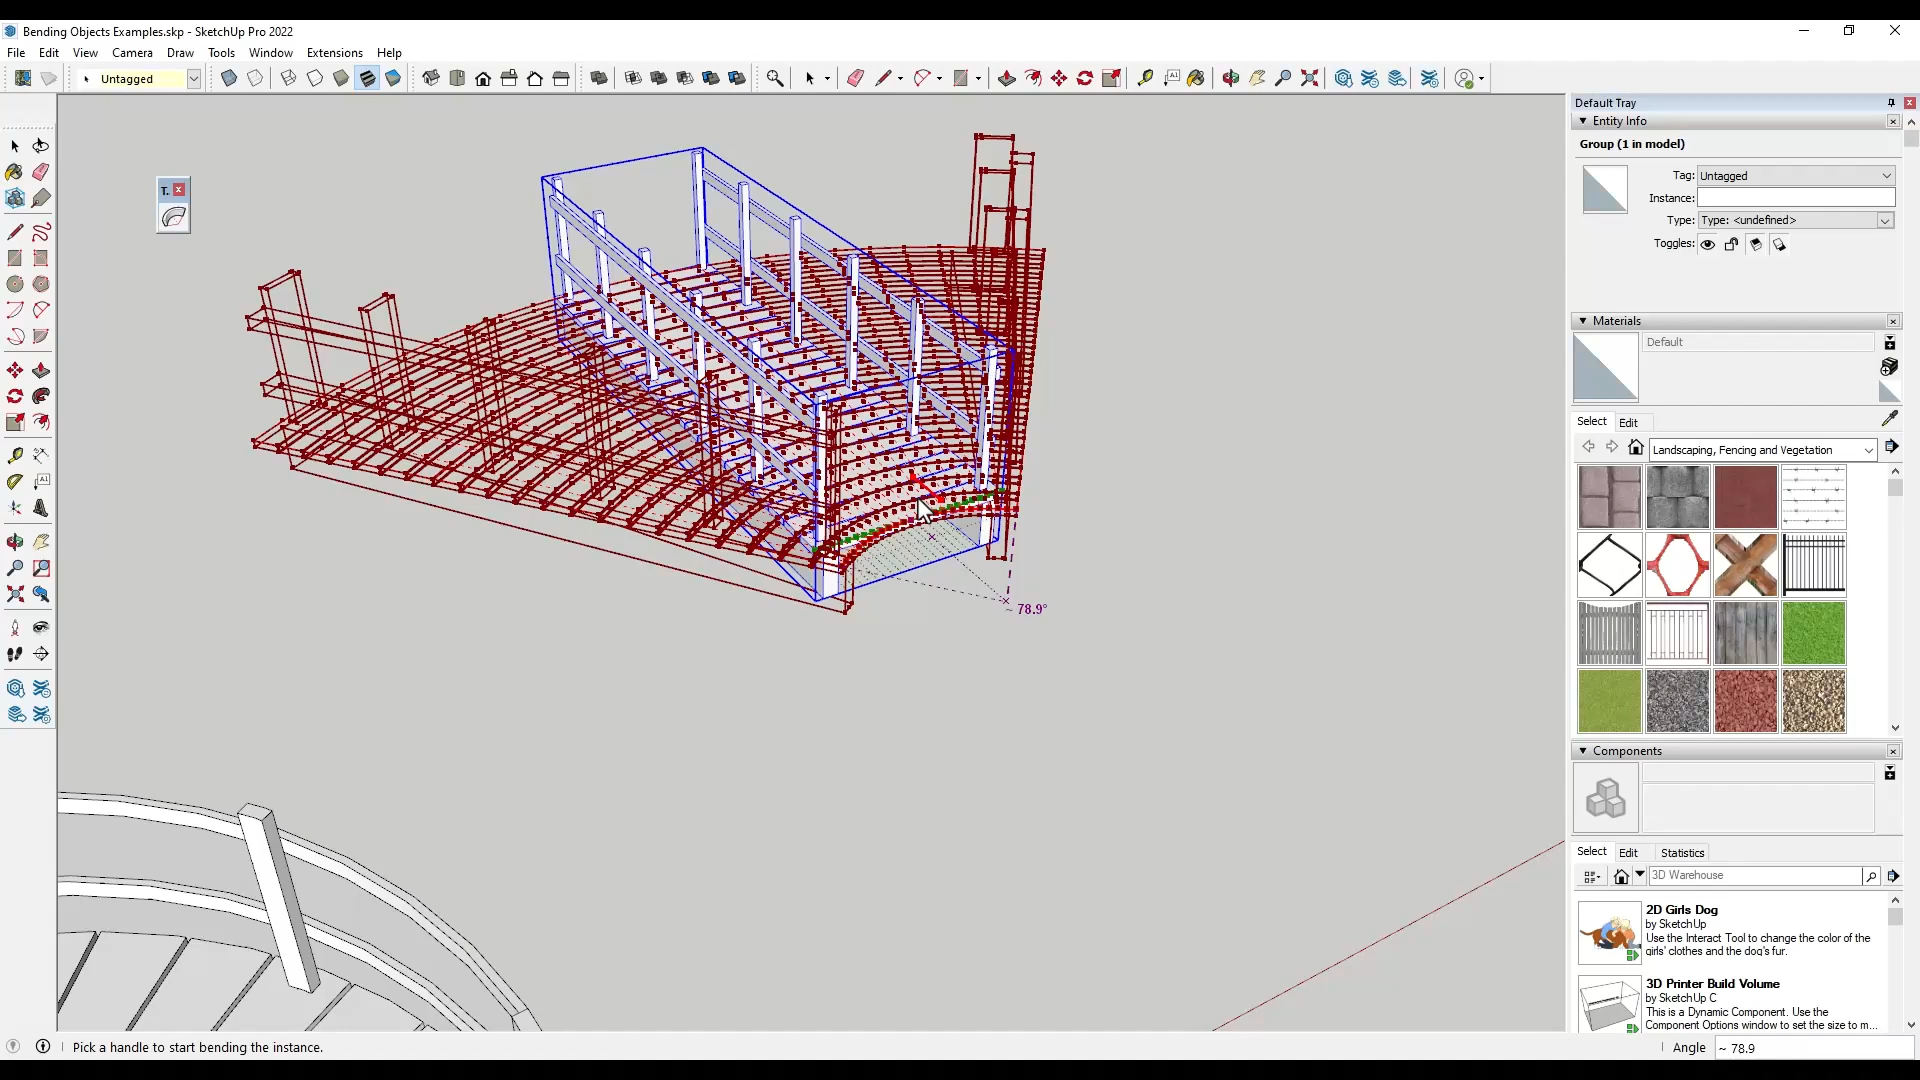 Bending Objects Examples.skp - SketchUp Pro 2022
File Edit View Camera Draw Tools Window Extensions Help
Untagged
T.
Default Tray
Entity Info
Group (1 in model)
Tag: Untagged
Instance:
Type: Type: <undefined>
Toggles:
Materials
Default
Select Edit
Landscaping, Fencing and Vegetation
~ 78.9°
Components
Select Edit Statistics
3D Warehouse
2D Girls Dog
by SketchUp
Use the Interact Tool to change the color of the
girls' clothes and the dog's fur.
3D Printer Build Volume
by SketchUp C
This is a Dynamic Component. Use the
Component Options window to set the size to m...
Pick a handle to start bending the instance.
Angle ~ 78.9